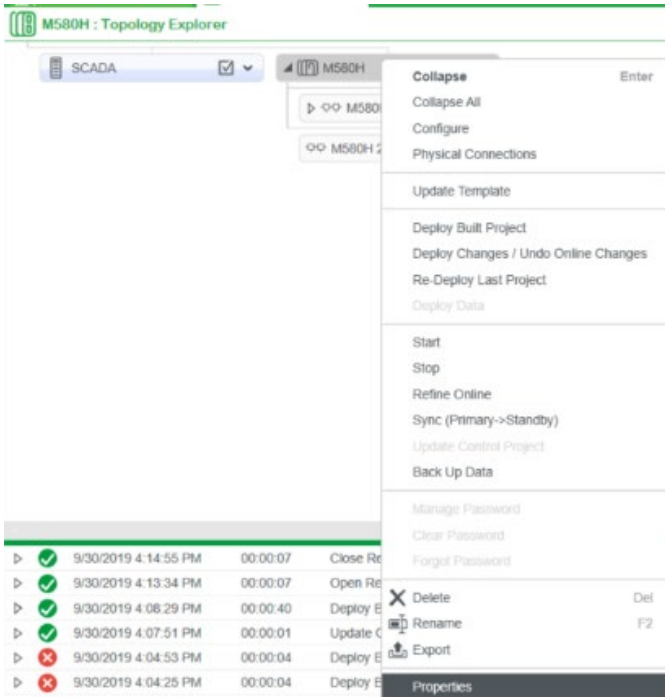 M580H : Topology Explorer
SCADA
M580H
M580
M580H 2
Collapse Enter
Collapse All
Configure
Physical Connections
Update Template
Deploy Built Project
Deploy Changes / Undo Online Changes
Re-Deploy Last Project
Deploy Data
Start
Stop
Refine Online
Sync (Primary->Standby)
Update Control Project
Back Up Data
Manage Password
Clear Password
Forgot Password
Delete Del
Rename F2
Export
Properties
9/30/2019 4:14:55 PM 00:00:07 Close Re
9/30/2019 4:13:34 PM 00:00:07 Open Re
9/30/2019 4:08:29 PM 00:00:40 Deploy B
9/30/2019 4:07:51 PM 00:00:01 Update C
9/30/2019 4:04:53 PM 00:00:04 Deploy B
9/30/2019 4:04:25 PM 00:00:04 Deploy B